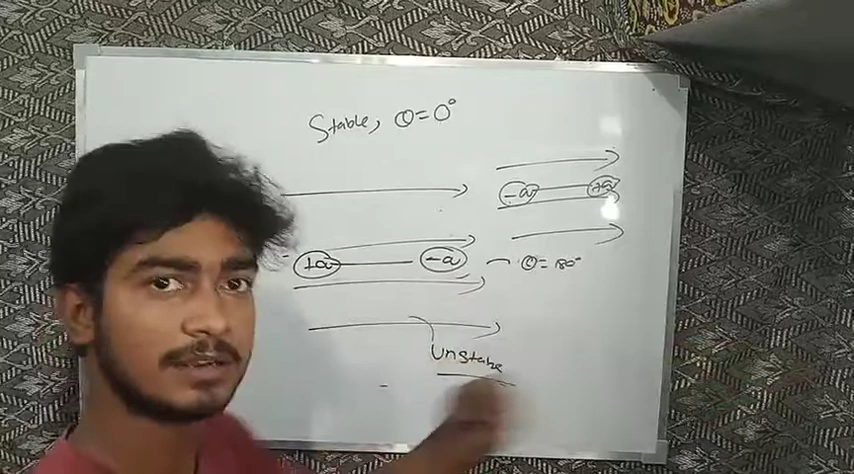 Stable, θ=0°
-q +q
+q -q - θ=180°
Unstable